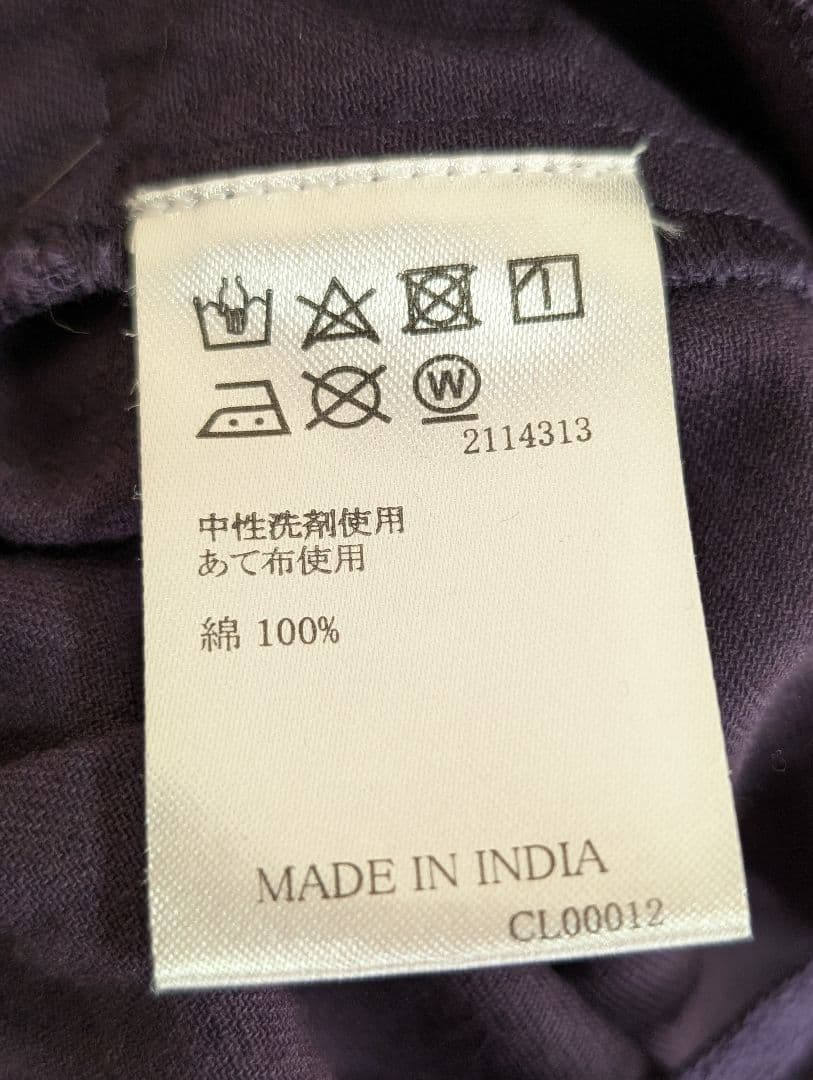 W
2114313
中性洗剤使用
あて布使用
綿 100%
MADE IN INDIA
CL00012